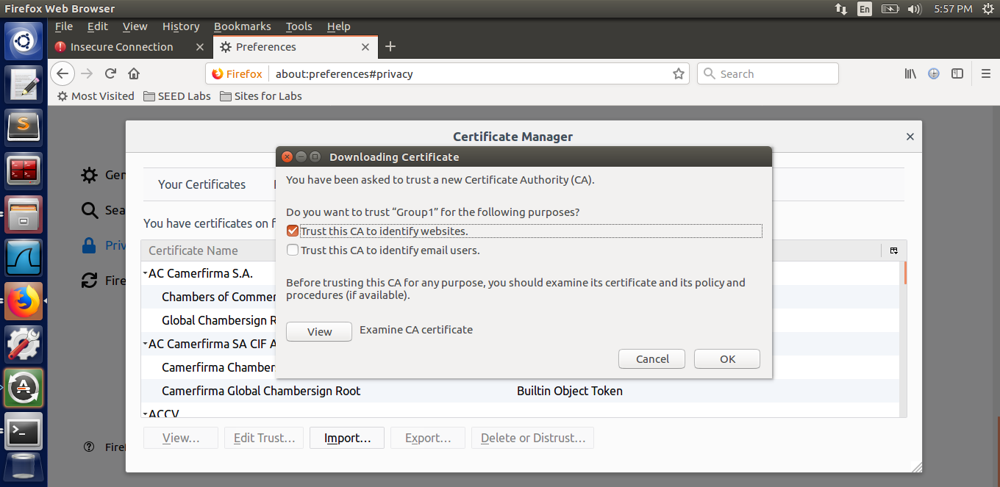 Firefox Web Browser
En
5:57 PM
File Edit View History Bookmarks Tools Help
Insecure Connection
Preferences
Firefox
about:preferences#privacy
Search
Most Visited SEED Labs Sites for Labs
Certificate Manager
Downloading Certificate
You have been asked to trust a new Certificate Authority (CA).
Gen
Your Certificates
Sea
Do you want to trust “Group1” for the following purposes?
You have certificates on f
Trust this CA to identify websites.
Priv
Certificate Name
Trust this CA to identify email users.
AC Camerfirma S.A.
Fire
Before trusting this CA for any purpose, you should examine its certificate and its policy and
procedures (if available).
Chambers of Commer
Global Chambersign R
View Examine CA certificate
AC Camerfirma SA CIF A
Cancel OK
Camerfirma Chamber
Camerfirma Global Chambersign Root Builtin Object Token
ACCV
View… Edit Trust… Import… Export… Delete or Distrust…
Firef